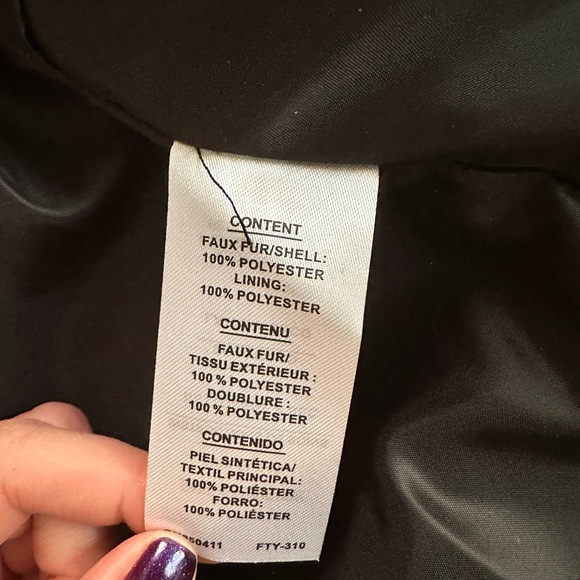 CONTENT
FAUX FUR/SHELL:
100% POLYESTER
LINING:
100% POLYESTER
CONTENU
FAUX FUR/
TISSU EXTÉRIEUR :
100 % POLYESTER
DOUBLURE :
100 % POLYESTER
CONTENIDO
PIEL SINTÉTICA/
TEXTIL PRINCIPAL:
100% POLIÉSTER
FORRO:
100% POLIÉSTER
FTY-310